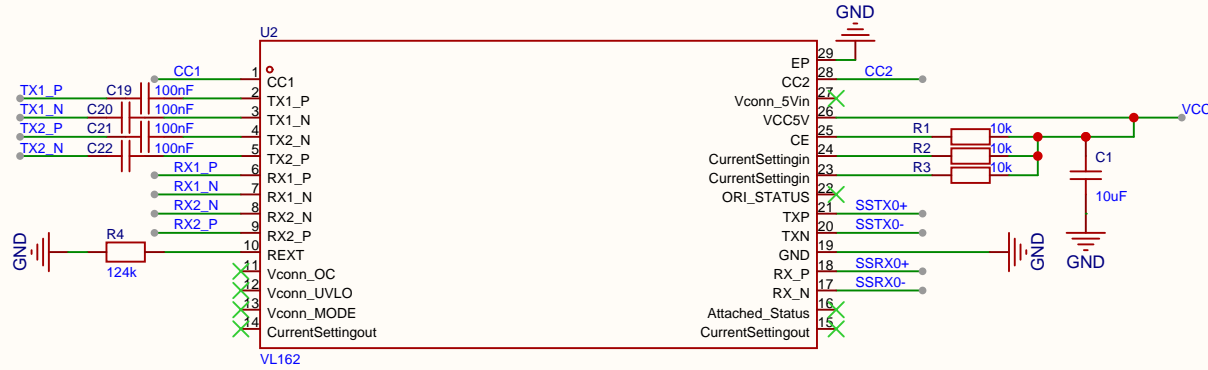 GND
U2
29
EP
CC1
1
CC1
28
CC2
CC2
TX1_P
C19
100nF
2
TX1_P
27
Vconn_5Vin
TX1_N
C20
100nF
3
TX1_N
26
VCC5V
VCC
TX2_P
C21
100nF
4
TX2_N
25
CE
R1
10k
TX2_N
C22
100nF
5
TX2_P
24
CurrentSettingin
R2
10k
C1
RX1_P
6
RX1_P
23
CurrentSettingin
R3
10k
RX1_N
7
RX1_N
22
ORI_STATUS
10uF
RX2_N
8
RX2_N
21
TXP
SSTX0+
RX2_P
9
RX2_P
20
TXN
SSTX0-
GND
R4
124k
10
REXT
19
GND
GND
GND
11
Vconn_OC
18
RX_P
SSRX0+
12
Vconn_UVLO
17
RX_N
SSRX0-
13
Vconn_MODE
16
Attached_Status
14
CurrentSettingout
15
CurrentSettingout
VL162